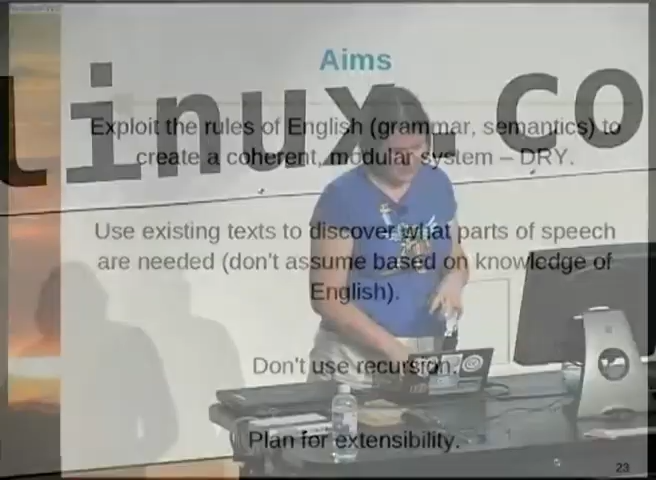 Aims
linux.co
Exploit the rules of English (grammar, semantics) to
create a coherent, modular system – DRY.
Use existing texts to discover what parts of speech
are needed (don't assume based on knowledge of
English).
Don't use recursion.
Plan for extensibility.
23